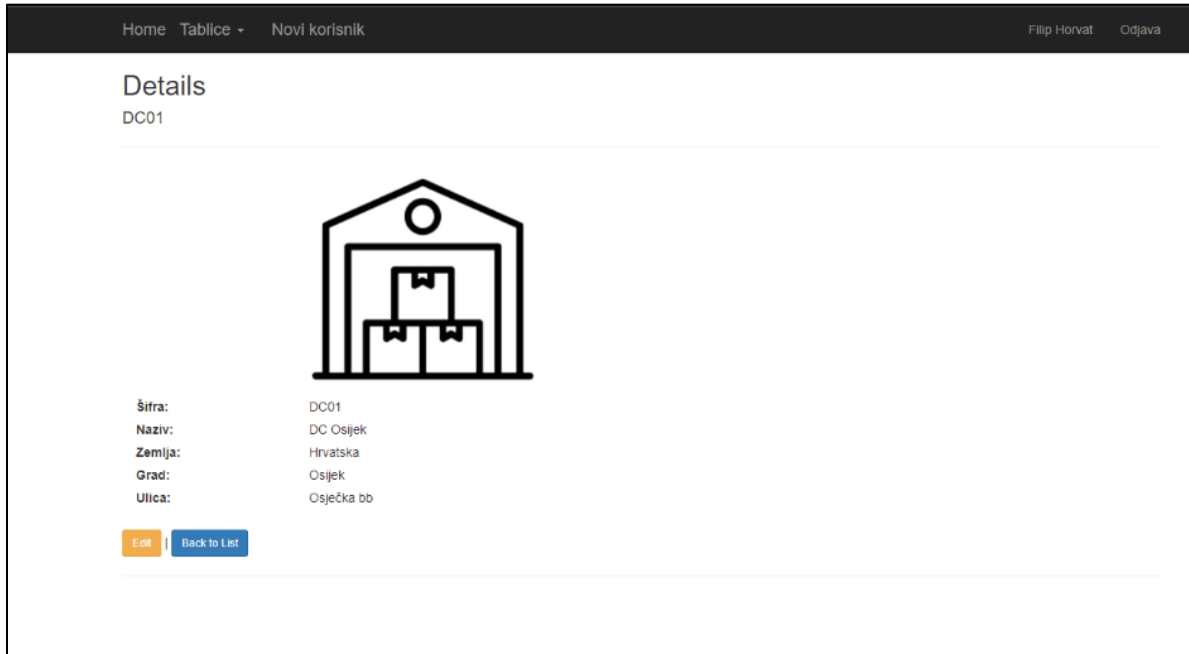 Home Tablice Novi korisnik Filip Horvat Odjava
Details
DC01
Šifra: DC01
Naziv: DC Osijek
Zemlja: Hrvatska
Grad: Osijek
Ulica: Osječka bb
Edit | Back to List